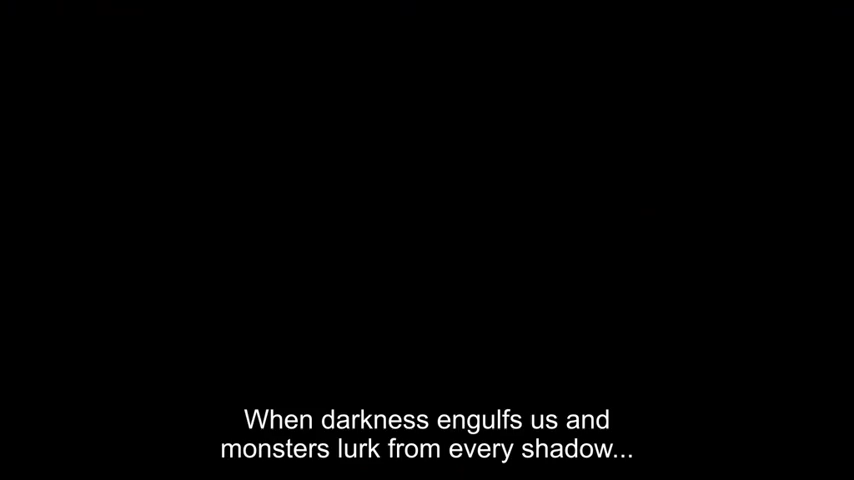 When darkness engulfs us and
monsters lurk from every shadow...